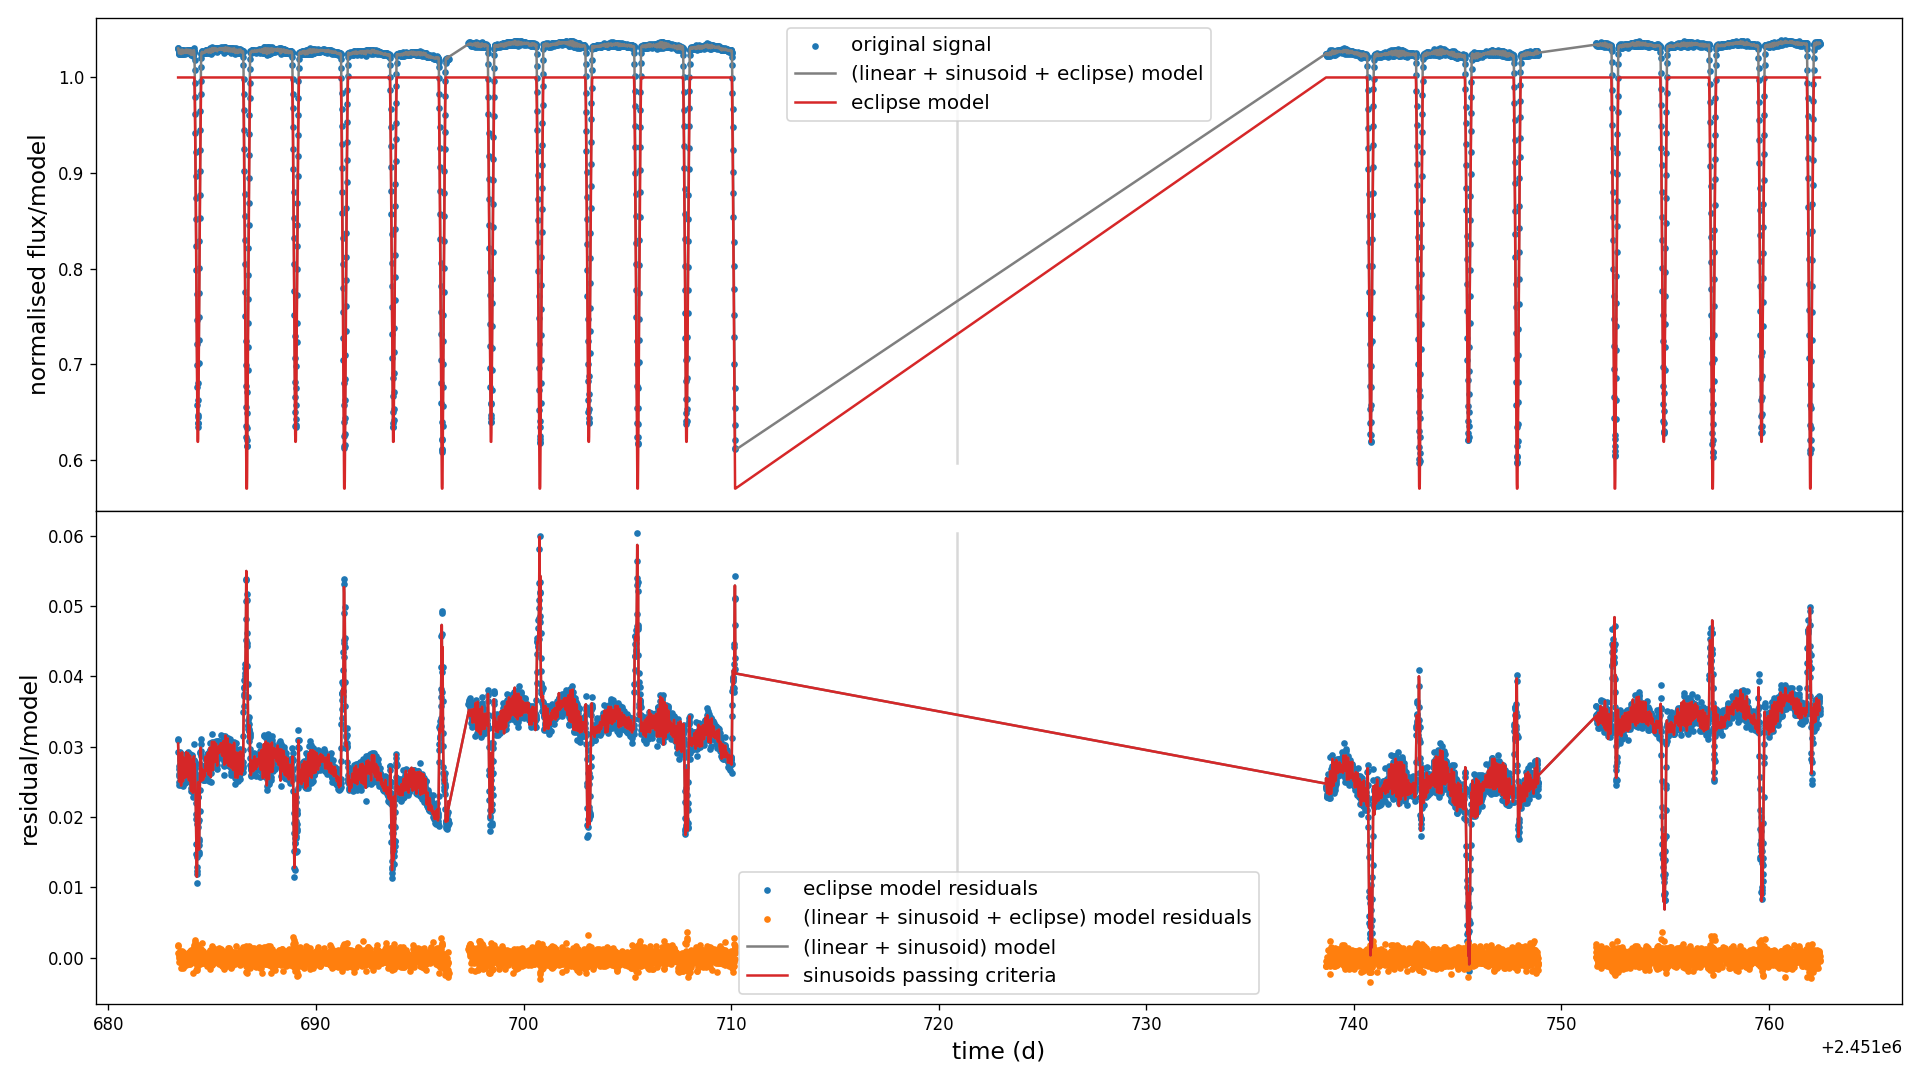 original signal
(linear + sinusoid + eclipse) model
eclipse model
normalised flux/model
1.0
0.9
0.8
0.7
0.6
residual/model
0.06
0.05
0.04
0.03
0.02
0.01
0.00
eclipse model residuals
(linear + sinusoid + eclipse) model residuals
(linear + sinusoid) model
sinusoids passing criteria
680 690 700 710 720 730 740 750 760
time (d)
+2.451e6